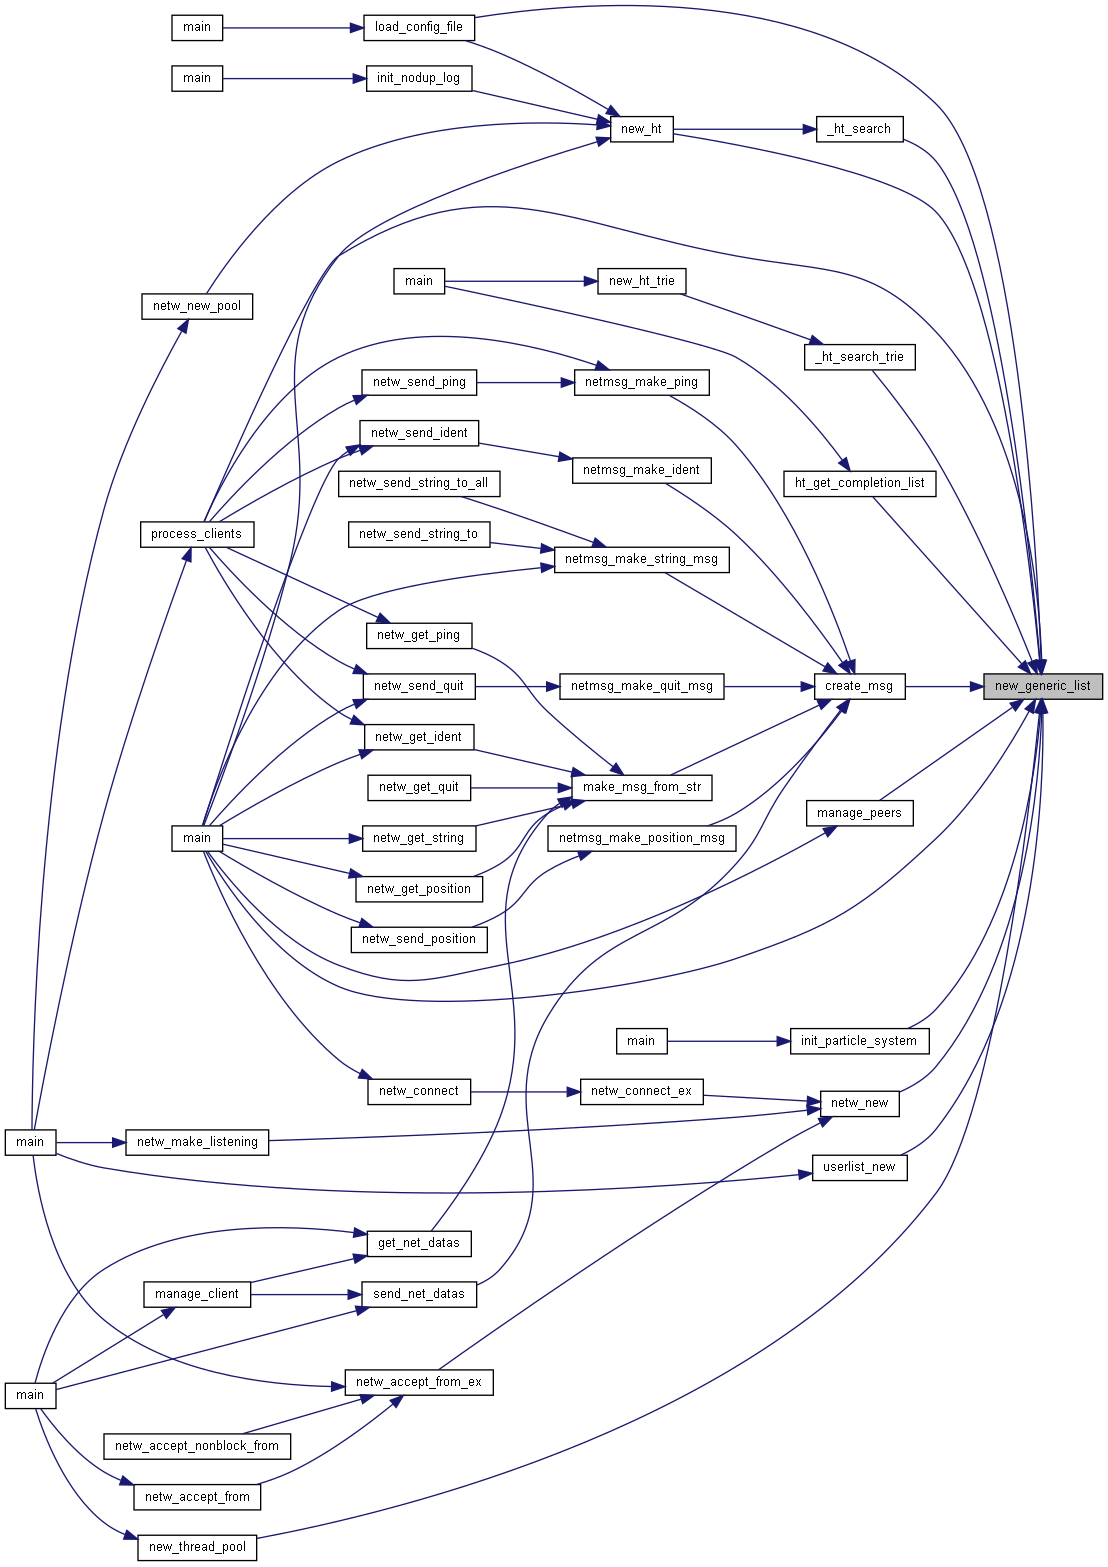 main
load_config_file
main
init_nodup_log
new_ht
_ht_search
main
new_ht_trie
netw_new_pool
_ht_search_trie
netw_send_ping
netmsg_make_ping
netw_send_ident
netmsg_make_ident
netw_send_string_to_all
ht_get_completion_list
process_clients
netw_send_string_to
netmsg_make_string_msg
netw_get_ping
netw_send_quit
netmsg_make_quit_msg
create_msg
new_generic_list
netw_get_ident
netw_get_quit
make_msg_from_str
manage_peers
main
netw_get_string
netmsg_make_position_msg
netw_get_position
netw_send_position
main
init_particle_system
netw_connect
netw_connect_ex
netw_new
main
netw_make_listening
userlist_new
get_net_datas
manage_client
send_net_datas
main
netw_accept_from_ex
netw_accept_nonblock_from
netw_accept_from
new_thread_pool